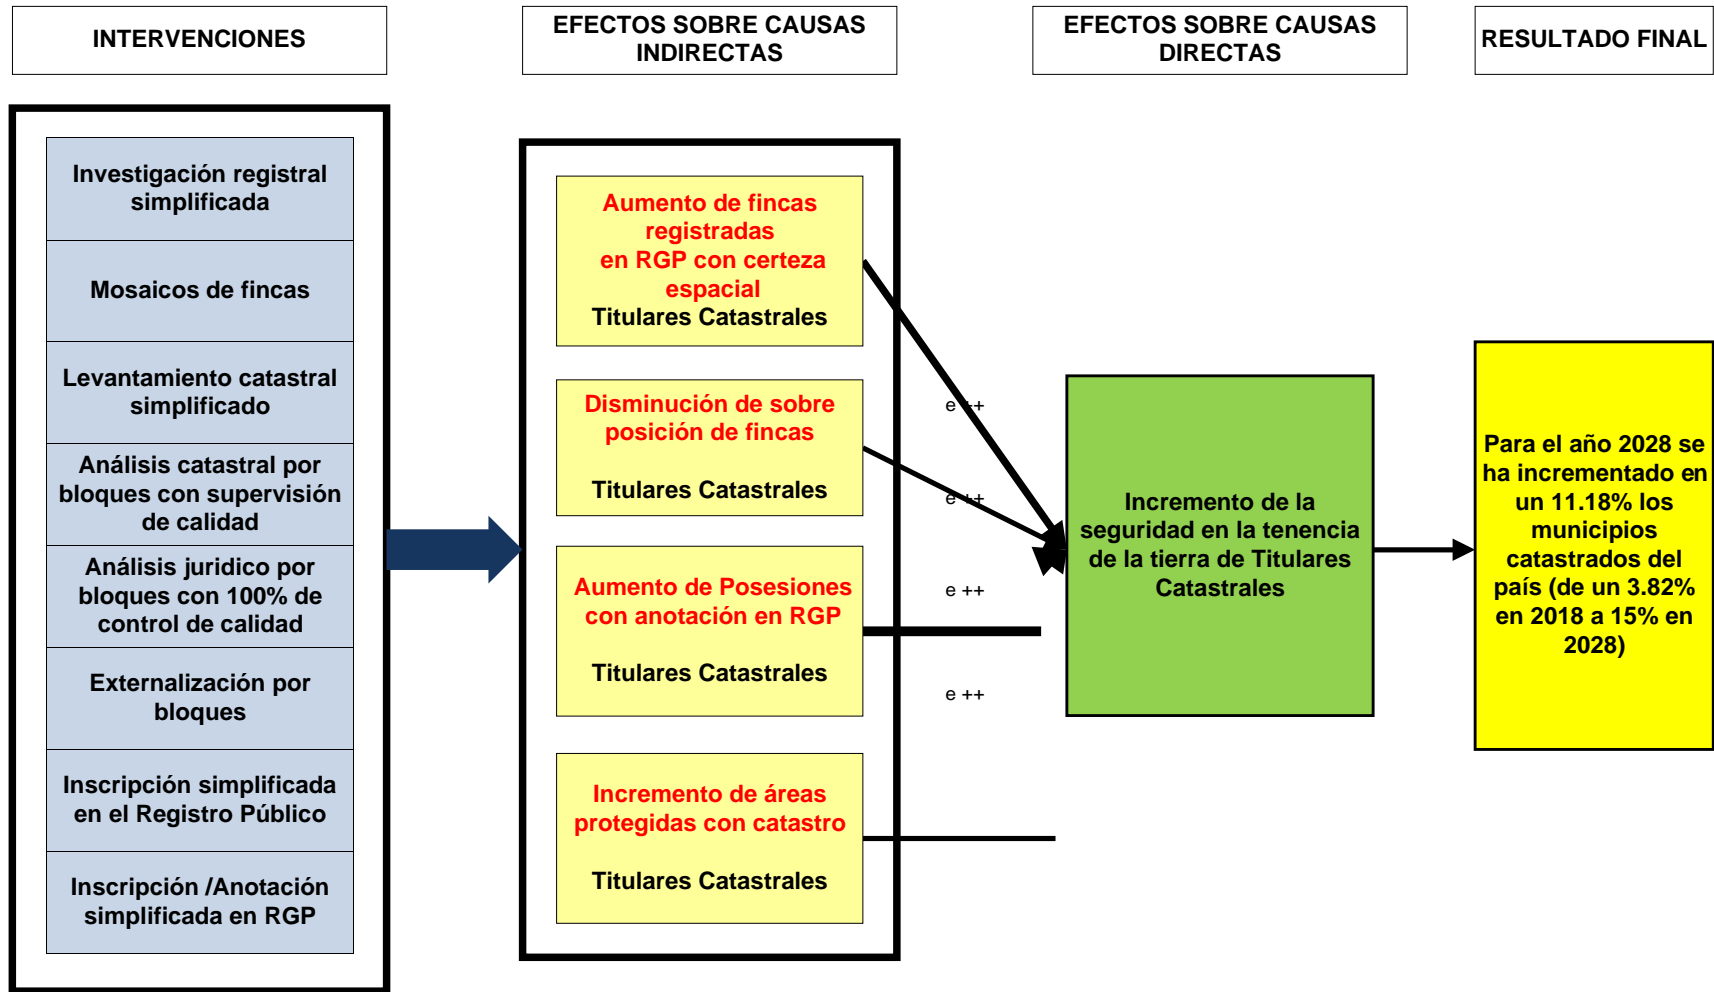 INTERVENCIONES
EFECTOS SOBRE CAUSAS
INDIRECTAS
EFECTOS SOBRE CAUSAS
DIRECTAS
RESULTADO FINAL
Investigación registral
simplificada
Mosaicos de fincas
Levantamiento catastral
simplificado
Análisis catastral por
bloques con supervisión
de calidad
Análisis juridico por
bloques con 100% de
control de calidad
Externalización por
bloques
Inscripción simplificada
en el Registro Público
Inscripción /Anotación
simplificada en RGP
Aumento de fincas
registradas
en RGP con certeza
espacial
Titulares Catastrales
Disminución de sobre
posición de fincas
Titulares Catastrales
Aumento de Posesiones
con anotación en RGP
Titulares Catastrales
Incremento de áreas
protegidas con catastro
Titulares Catastrales
e ++
e ++
e ++
e ++
Incremento de la
seguridad en la tenencia
de la tierra de Titulares
Catastrales
Para el año 2028 se
ha incrementado en
un 11.18% los
municipios
catastrados del
país (de un 3.82%
en 2018 a 15% en
2028)